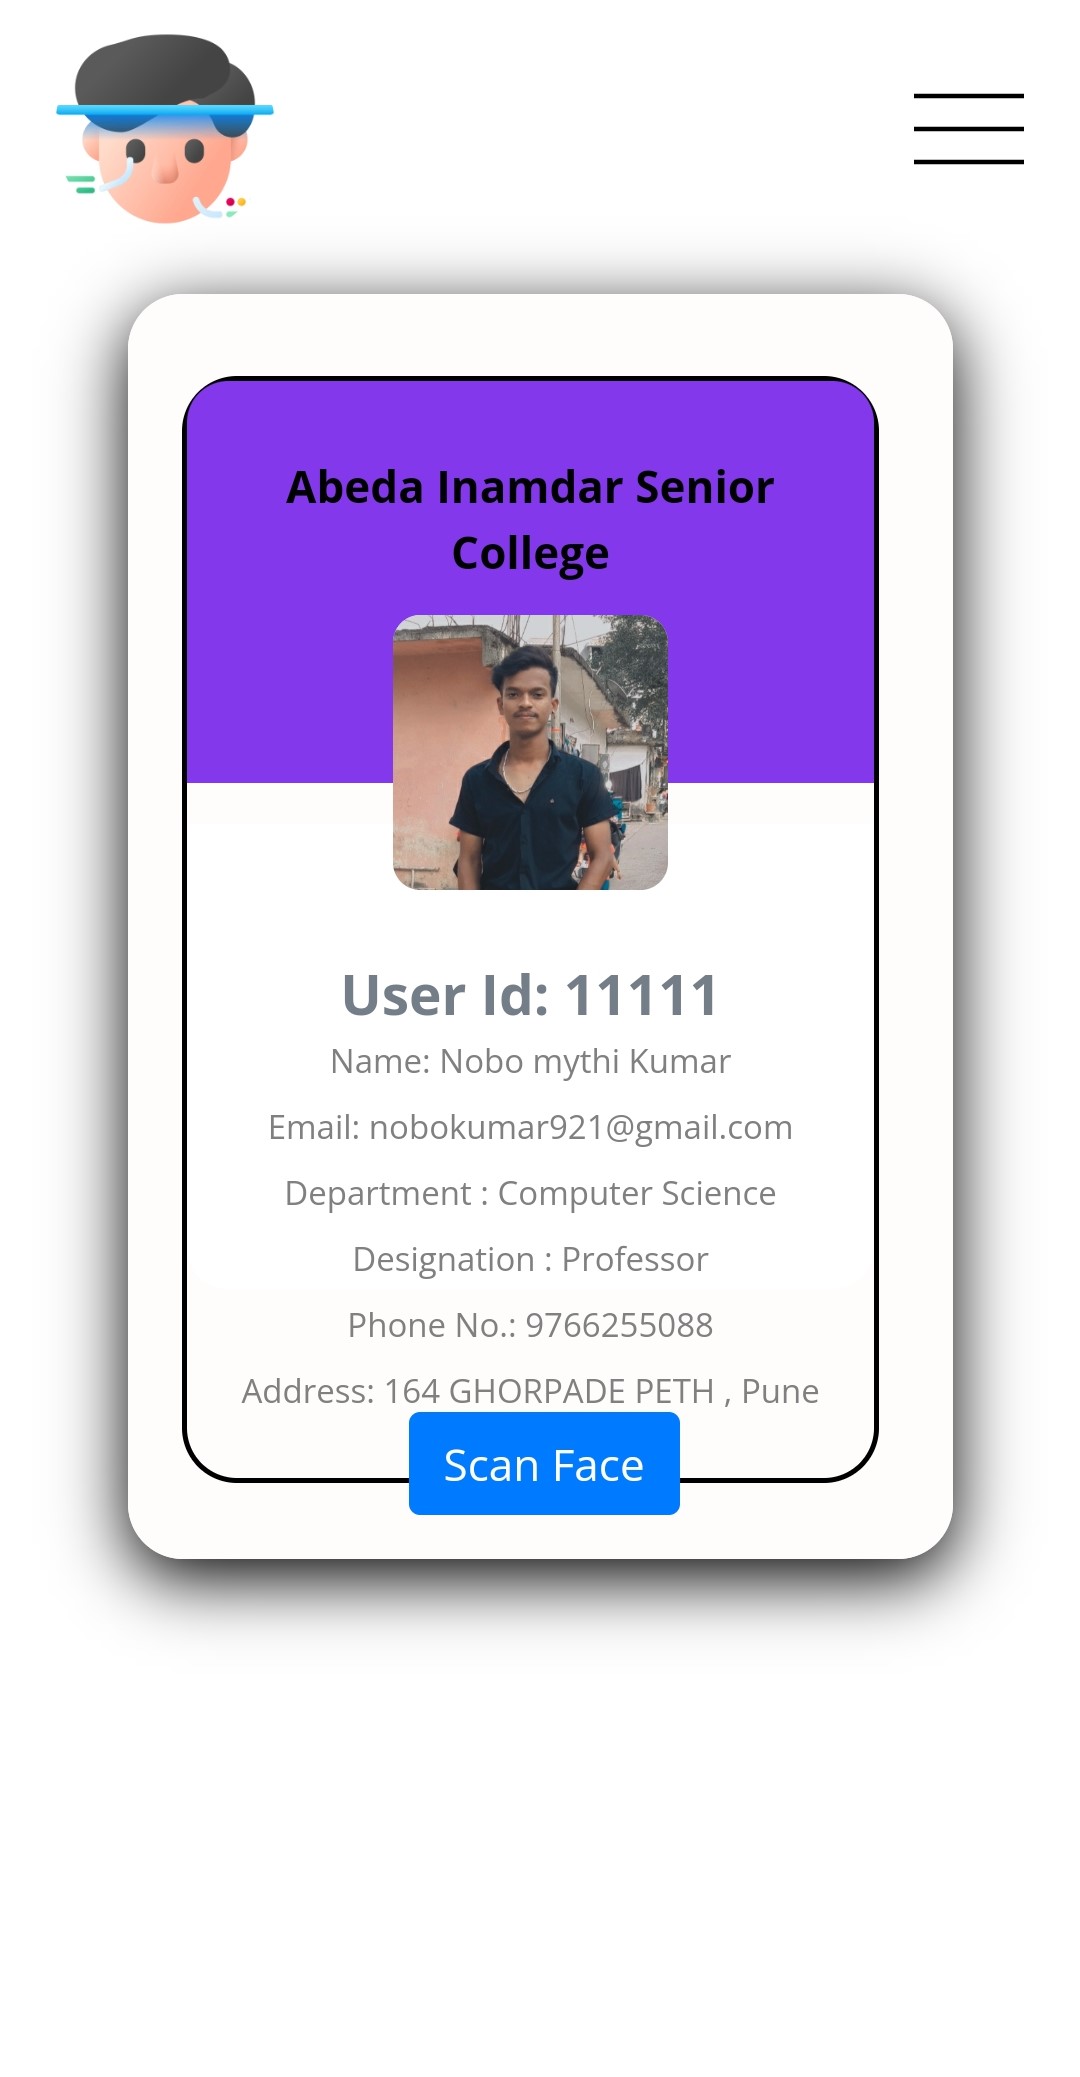 Abeda Inamdar Senior
College
User Id: 11111
Name: Nobo mythi Kumar
Email: nobokumar921@gmail.com
Department : Computer Science
Designation : Professor
Phone No.: 9766255088
Address: 164 GHORPADE PETH , Pune
Scan Face